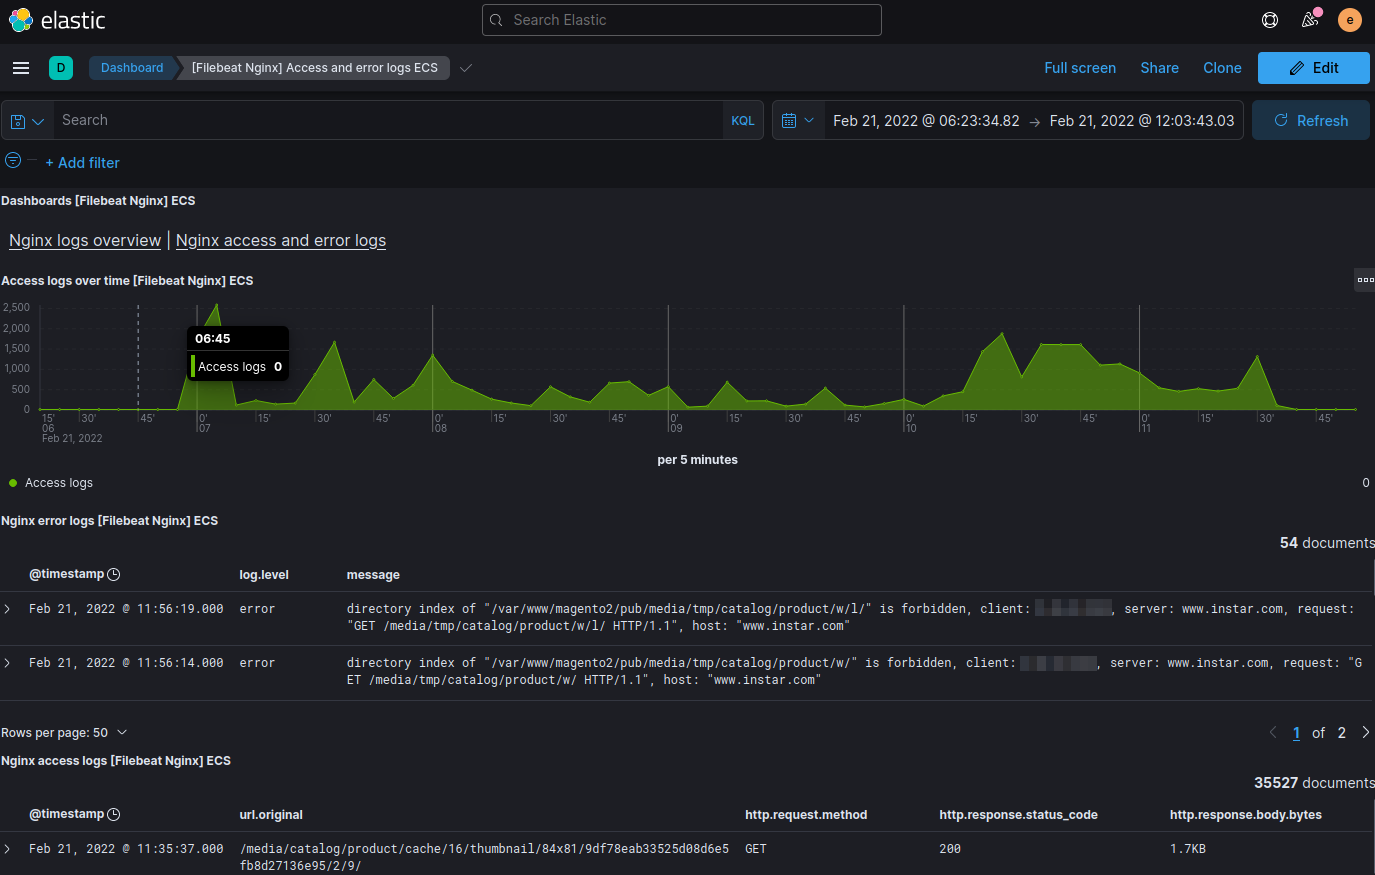 elastic
Search Elastic
e
D
Dashboard
[Filebeat Nginx] Access and error logs ECS
Full screen
Share
Clone
Edit
Search
KQL
Feb 21, 2022 @ 06:23:34.82 → Feb 21, 2022 @ 12:03:43.03
Refresh
+ Add filter
Dashboards [Filebeat Nginx] ECS
Nginx logs overview | Nginx access and error logs
Access logs over time [Filebeat Nginx] ECS
2,500
2,000
1,500
1,000
500
0
06:45
Access logs 0
15' 30' 45' 0' 15' 30' 45' 0' 15' 30' 45' 0' 15' 30' 45' 0' 15' 30' 45' 0' 15' 30' 45'
06 07 08 09 10 11
Feb 21, 2022
per 5 minutes
Access logs 0
Nginx error logs [Filebeat Nginx] ECS
54 documents
@timestamp log.level message
Feb 21, 2022 @ 11:56:19.000 error directory index of "/var/www/magento2/pub/media/tmp/catalog/product/w/l/" is forbidden, client: , server: www.instar.com, request:
"GET /media/tmp/catalog/product/w/l/ HTTP/1.1", host: "www.instar.com"
Feb 21, 2022 @ 11:56:14.000 error directory index of "/var/www/magento2/pub/media/tmp/catalog/product/w/" is forbidden, client: , server: www.instar.com, request: "G
ET /media/tmp/catalog/product/w/ HTTP/1.1", host: "www.instar.com"
Rows per page: 50
1 of 2
Nginx access logs [Filebeat Nginx] ECS
35527 documents
@timestamp url.original http.request.method http.response.status_code http.response.body.bytes
Feb 21, 2022 @ 11:35:37.000 /media/catalog/product/cache/16/thumbnail/84x81/9df78eab33525d08d6e5 GET 200 1.7KB
fb8d27136e95/2/9/